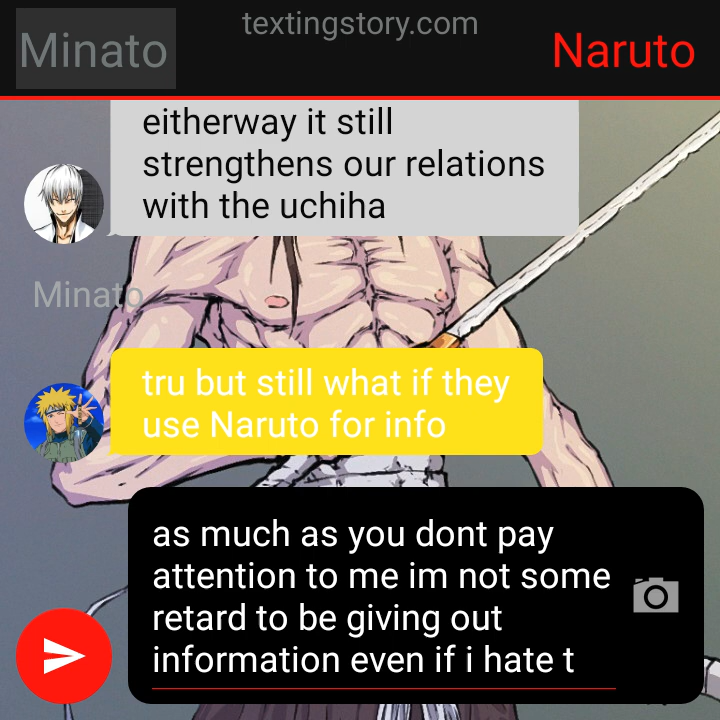 textingstory.com
Minato
Naruto
eitherway it still
strengthens our relations
with the uchiha
Minato
tru but still what if they
use Naruto for info
as much as you dont pay
attention to me im not some
retard to be giving out
information even if i hate t